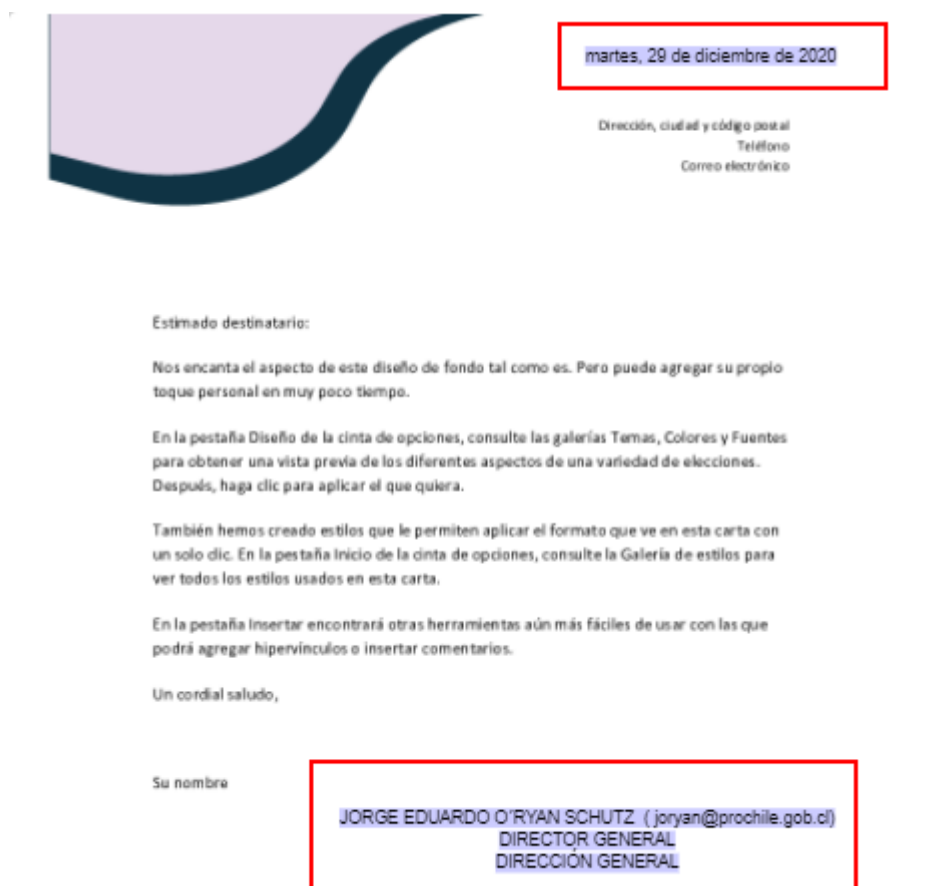 martes, 29 de diciembre de 2020
Dirección, ciudad y código postal
Teléfono
Correo electrónico
Estimado destinatario:
Nos encanta el aspecto de este diseño de fondo tal como es. Pero puede agregar su propio
toque personal en muy poco tiempo.
En la pestaña Diseño de la cinta de opciones, consulte las galerías Temas, Colores y Fuentes
para obtener una vista previa de los diferentes aspectos de una variedad de elecciones.
Después, haga clic para aplicar el que quiera.
También hemos creado estilos que le permiten aplicar el formato que ve en esta carta con
un solo clic. En la pestaña Inicio de la cinta de opciones, consulte la Galería de estilos para
ver todos los estilos usados en esta carta.
En la pestaña Insertar encontrará otras herramientas aún más fáciles de usar con las que
podrá agregar hipervínculos o insertar comentarios.
Un cordial saludo,
Su nombre
JORGE EDUARDO O'RYAN SCHUTZ ( joryan@prochile.gob.cl)
DIRECTOR GENERAL
DIRECCIÓN GENERAL